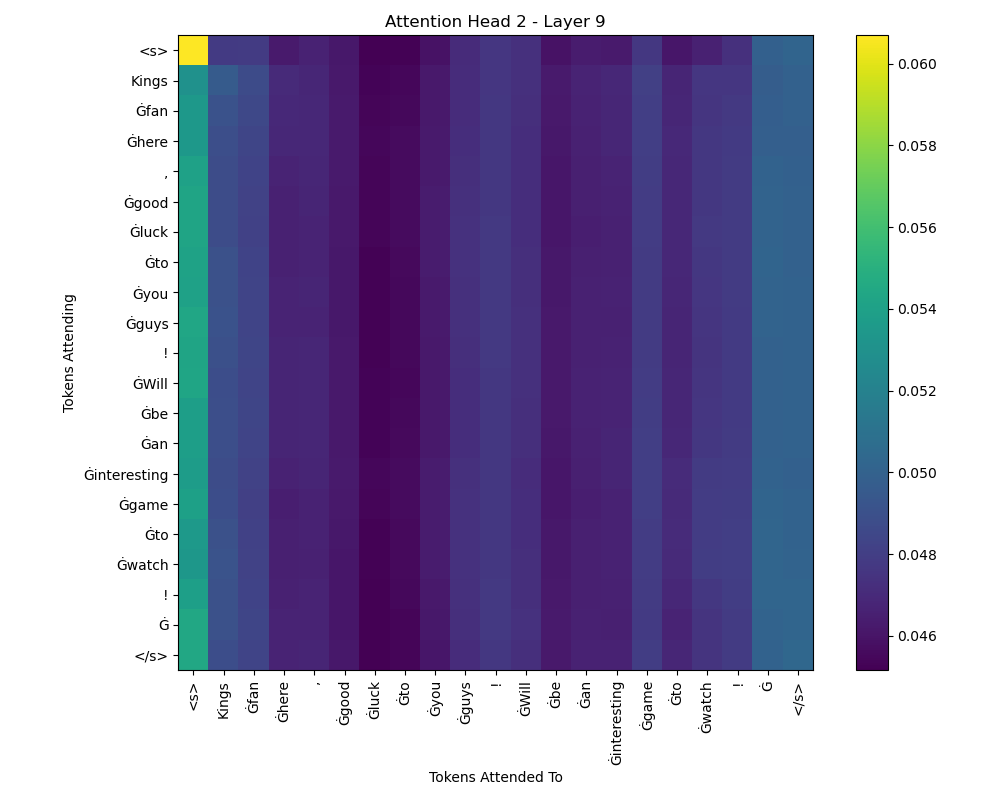 Attention Head 2 - Layer 9
Tokens Attending
<s>
Kings
Ġfan
Ġhere
,
Ġgood
Ġluck
Ġto
Ġyou
Ġguys
!
ĠWill
Ġbe
Ġan
Ġinteresting
Ġgame
Ġto
Ġwatch
!
Ġ
</s>
<s>
Kings
Ġfan
Ġhere
,
Ġgood
Ġluck
Ġto
Ġyou
Ġguys
!
ĠWill
Ġbe
Ġan
Ġinteresting
Ġgame
Ġto
Ġwatch
!
Ġ
</s>
Tokens Attended To
0.060
0.058
0.056
0.054
0.052
0.050
0.048
0.046